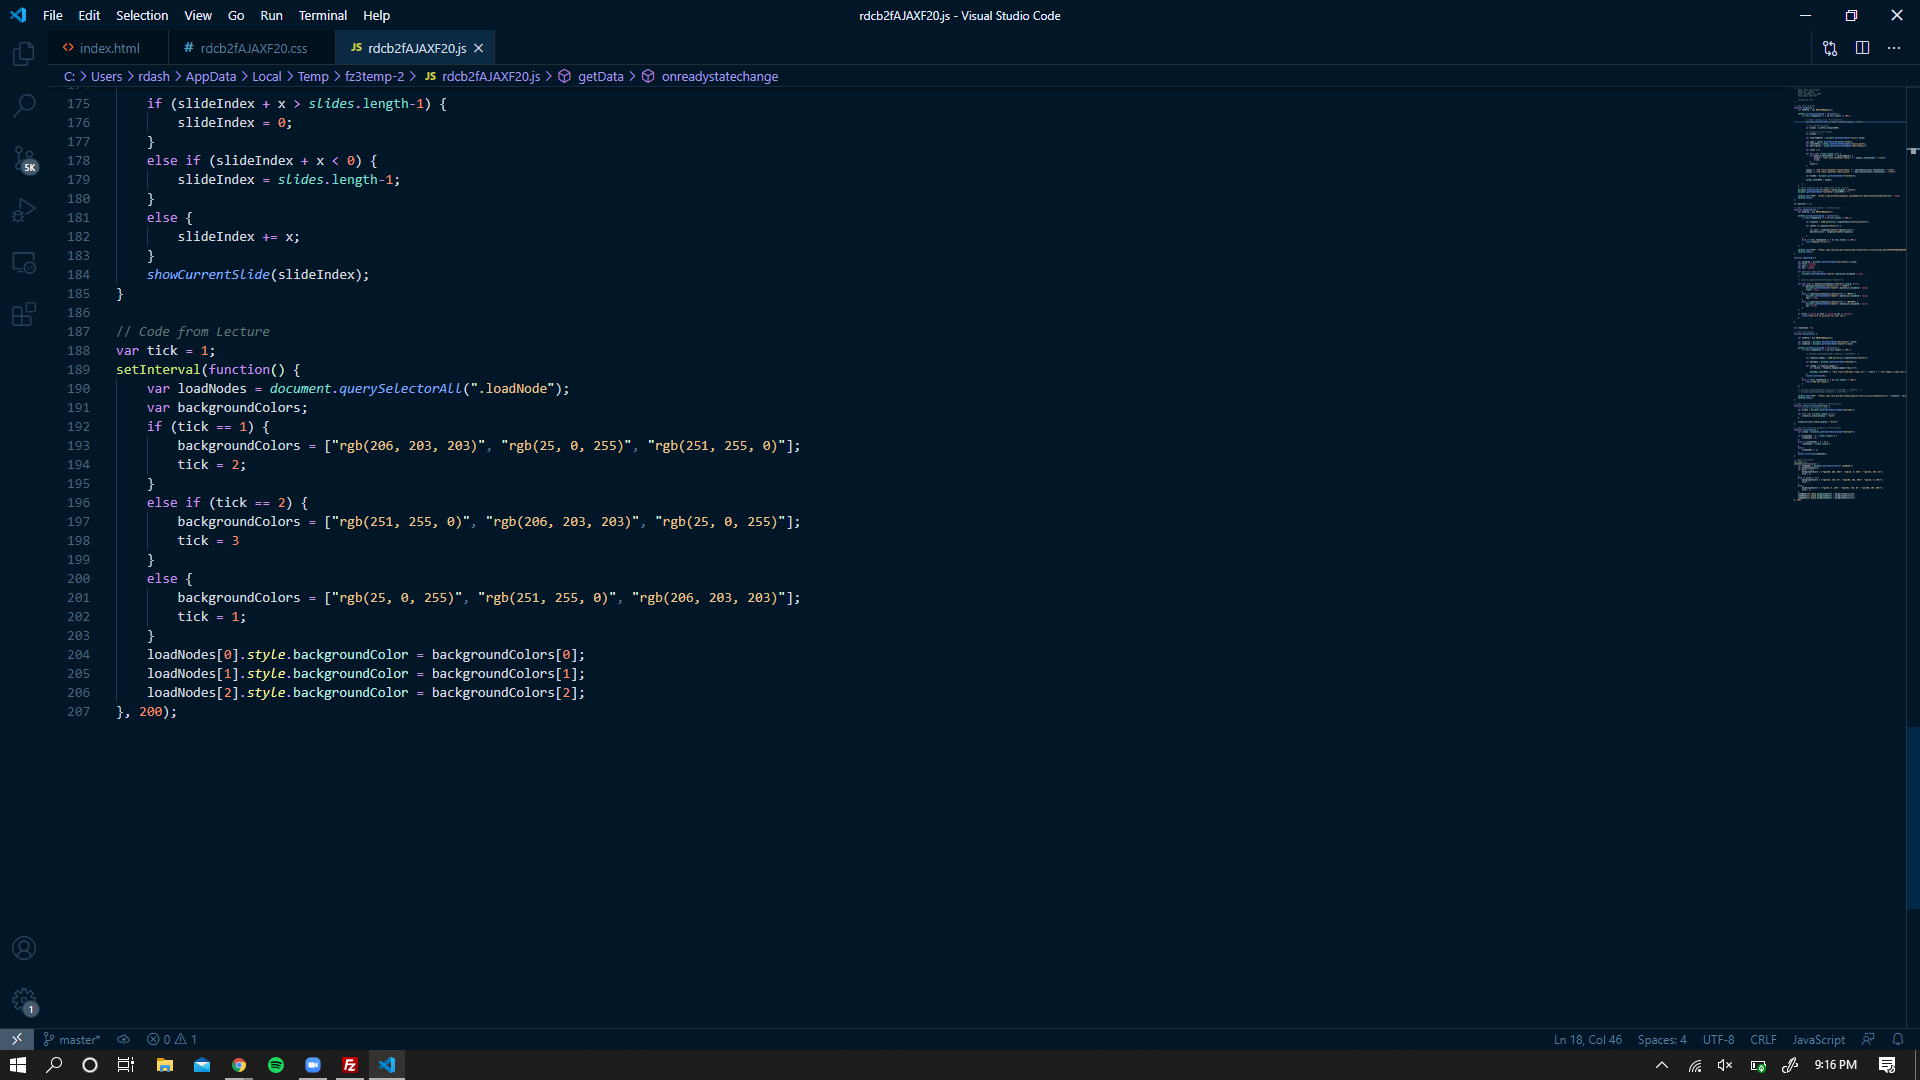 File Edit Selection View Go Run Terminal Help
rdcb2fAJAXF20.js - Visual Studio Code
index.html
# rdcb2fAJAXF20.css
JS rdcb2fAJAXF20.js
C: > Users > rdash > AppData > Local > Temp > fz3temp-2 > JS rdcb2fAJAXF20.js > getData > onreadystatechange
175 if (slideIndex + x > slides.length-1) {
176 slideIndex = 0;
177 }
178 else if (slideIndex + x < 0) {
179 slideIndex = slides.length-1;
180 }
181 else {
182 slideIndex += x;
183 }
184 showCurrentSlide(slideIndex);
185 }
186
187 // Code from Lecture
188 var tick = 1;
189 setInterval(function() {
190 var loadNodes = document.querySelectorAll(".loadNode");
191 var backgroundColors;
192 if (tick == 1) {
193 backgroundColors = ["rgb(206, 203, 203)", "rgb(25, 0, 255)", "rgb(251, 255, 0)"];
194 tick = 2;
195 }
196 else if (tick == 2) {
197 backgroundColors = ["rgb(251, 255, 0)", "rgb(206, 203, 203)", "rgb(25, 0, 255)"];
198 tick = 3
199 }
200 else {
201 backgroundColors = ["rgb(25, 0, 255)", "rgb(251, 255, 0)", "rgb(206, 203, 203)"];
202 tick = 1;
203 }
204 loadNodes[0].style.backgroundColor = backgroundColors[0];
205 loadNodes[1].style.backgroundColor = backgroundColors[1];
206 loadNodes[2].style.backgroundColor = backgroundColors[2];
207 }, 200);
5K
1
master* 0 1
Ln 18, Col 46 Spaces: 4 UTF-8 CRLF JavaScript
Fz
9:16 PM